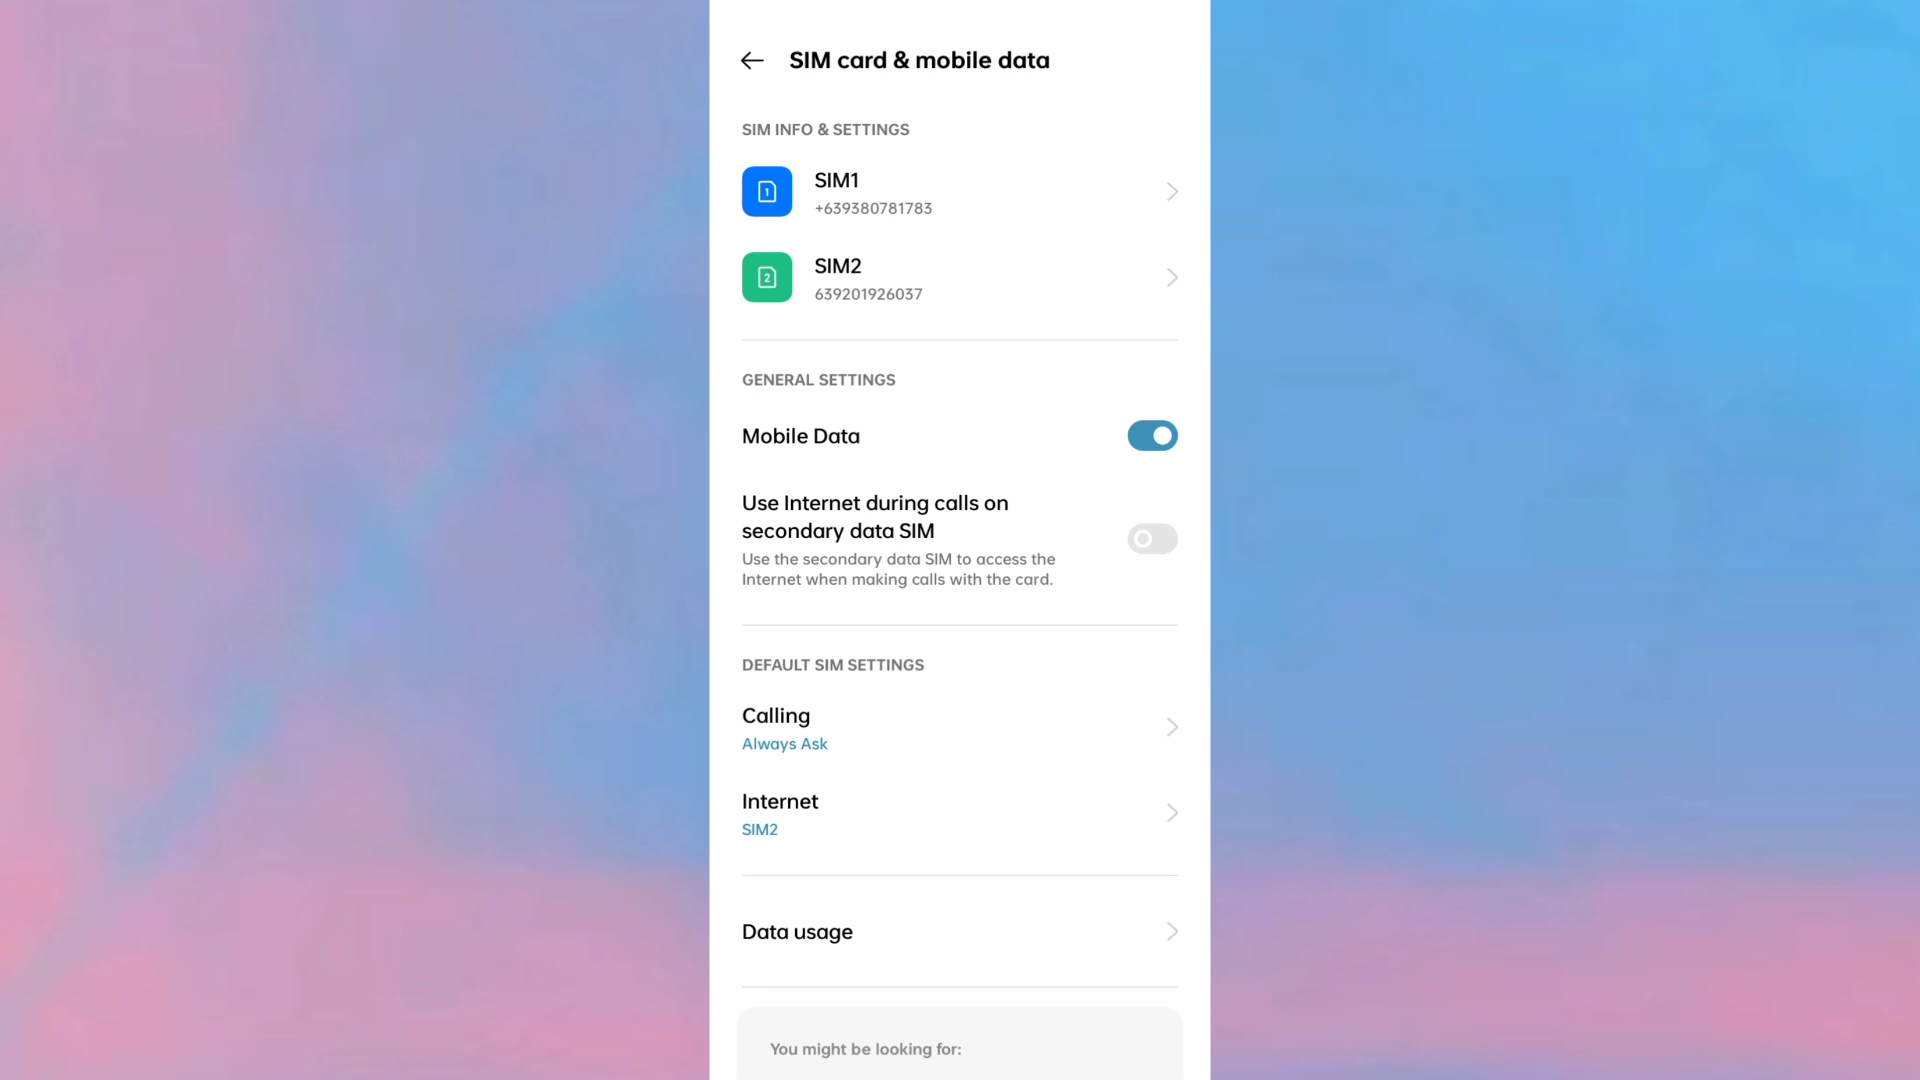 SIM card & mobile data
SIM INFO & SETTINGS
1
SIM1
+639380781783
2
SIM2
639201926037
GENERAL SETTINGS
Mobile Data
Use Internet during calls on
secondary data SIM
Use the secondary data SIM to access the
Internet when making calls with the card.
DEFAULT SIM SETTINGS
Calling
Always Ask
Internet
SIM2
Data usage
You might be looking for: